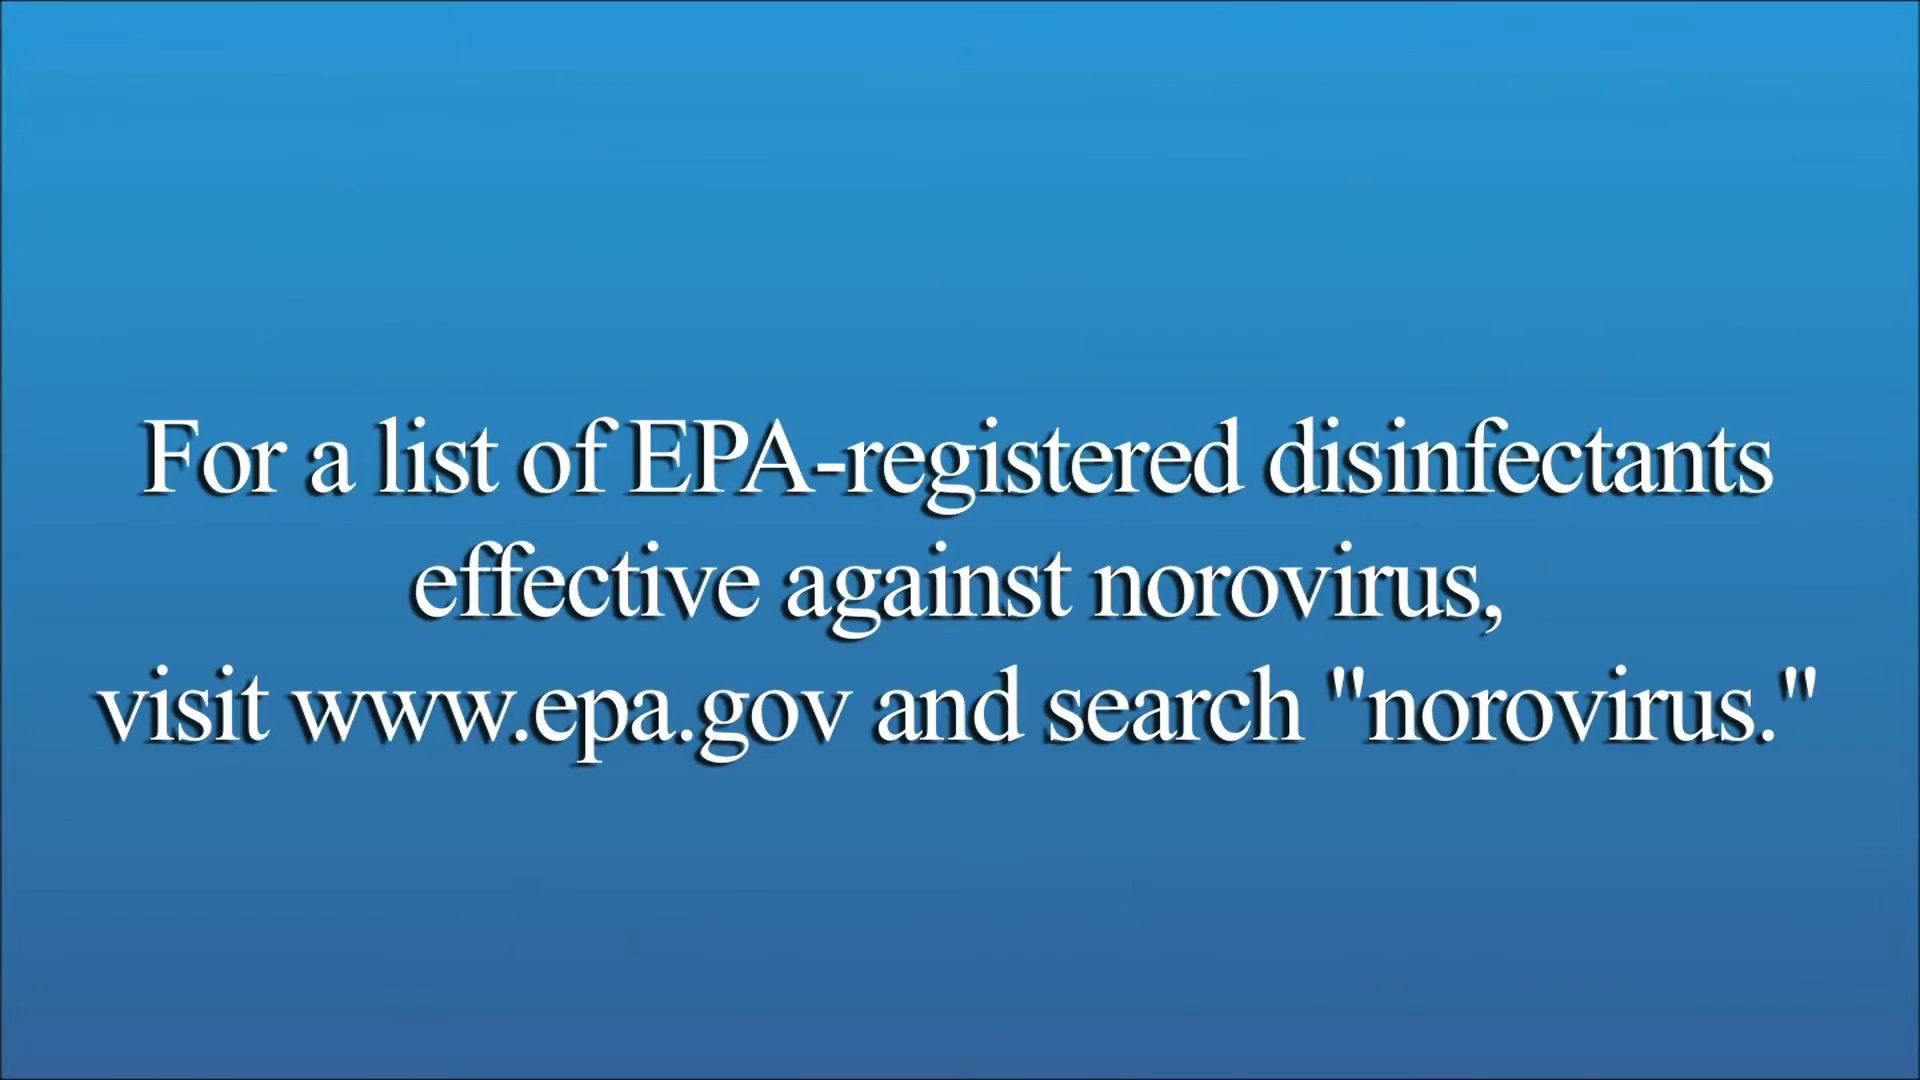 For a list of EPA-registered disinfectants
effective against norovirus,
visit www.epa.gov and search "norovirus."